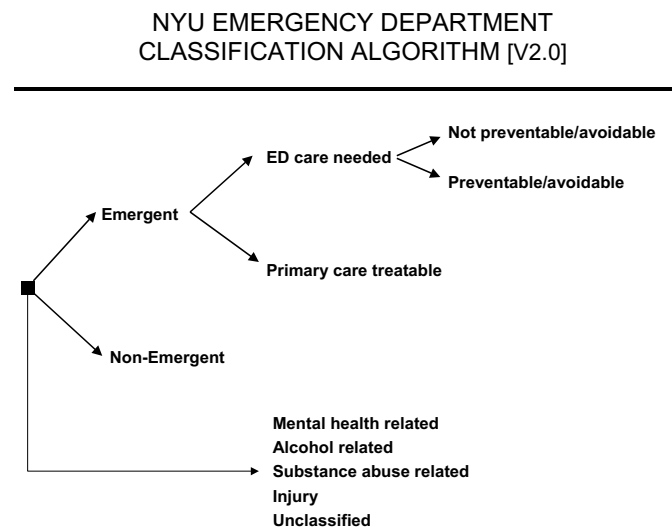 NYU EMERGENCY DEPARTMENT
CLASSIFICATION ALGORITHM [V2.0]
Not preventable/avoidable
ED care needed
Preventable/avoidable
Emergent
Primary care treatable
Non-Emergent
Mental health related
Alcohol related
Substance abuse related
Injury
Unclassified